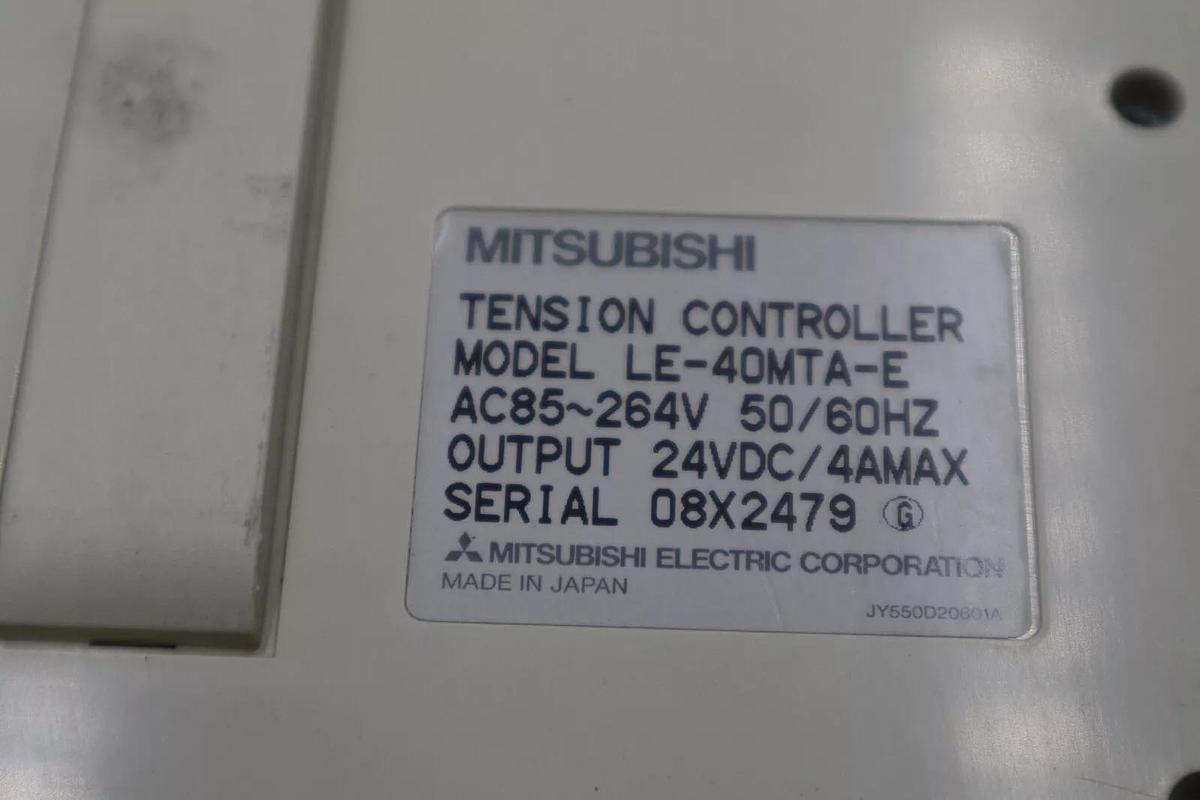 MITSUBISHI
TENSION CONTROLLER
MODEL LE-40MTA-E
AC85~264V 50/60HZ
OUTPUT 24VDC/4AMAX
SERIAL 08X2479 G
MITSUBISHI ELECTRIC CORPORATION
MADE IN JAPAN
JY550D20601A